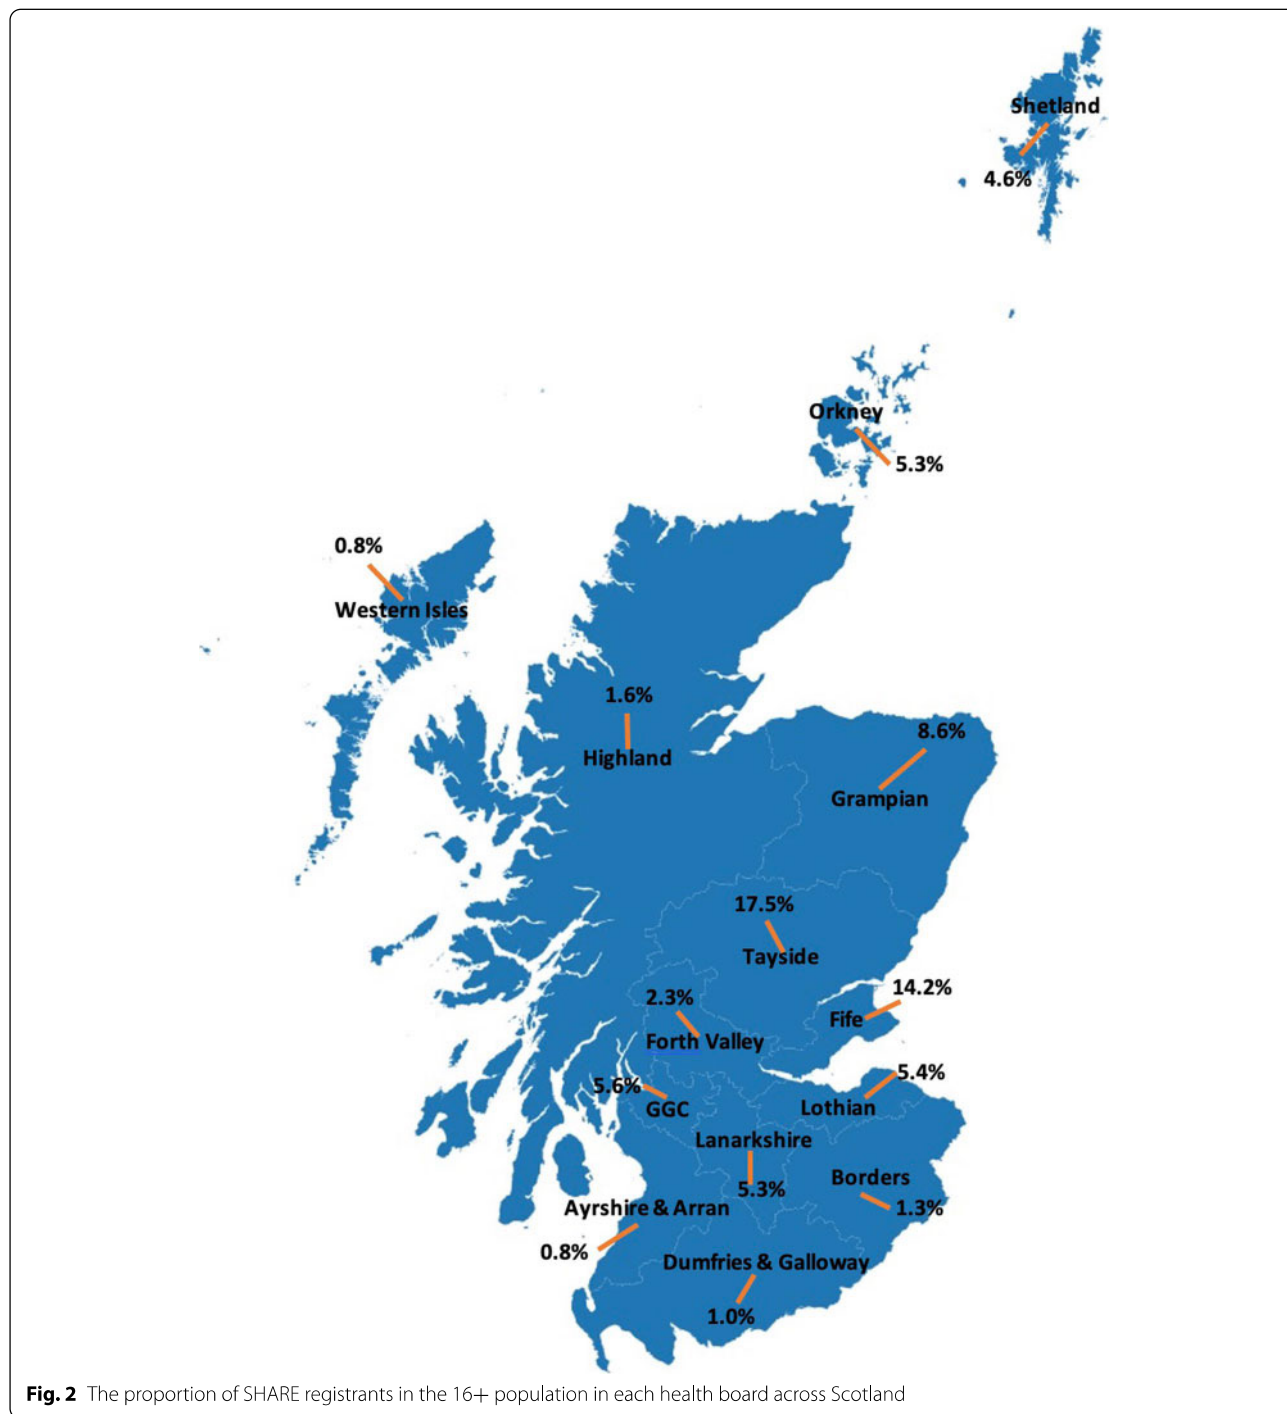 Shetland
4.6%
Orkney
5.3%
0.8%
Western Isles
1.6%
Highland
8.6%
Grampian
17.5%
Tayside
14.2%
Fife
2.3%
Forth Valley
5.6%
GGC
5.4%
Lothian
Lanarkshire
5.3%
Borders
1.3%
Ayrshire & Arran
0.8%
Dumfries & Galloway
1.0%
Fig. 2 The proportion of SHARE registrants in the 16+ population in each health board across Scotland